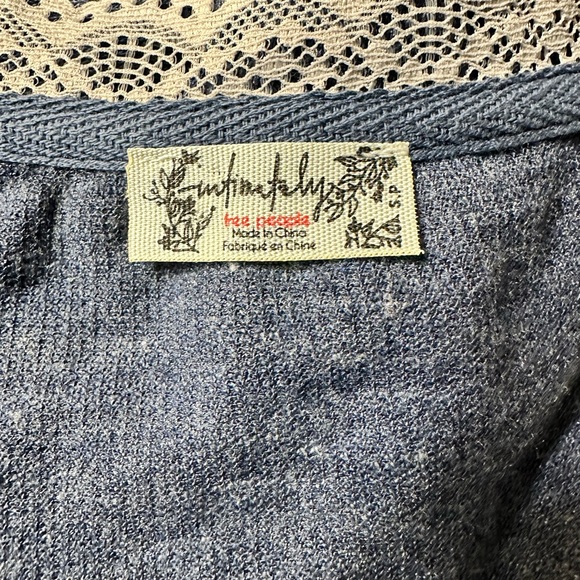 intimately
free people
Made in China
Fabriqué en Chine
S.P